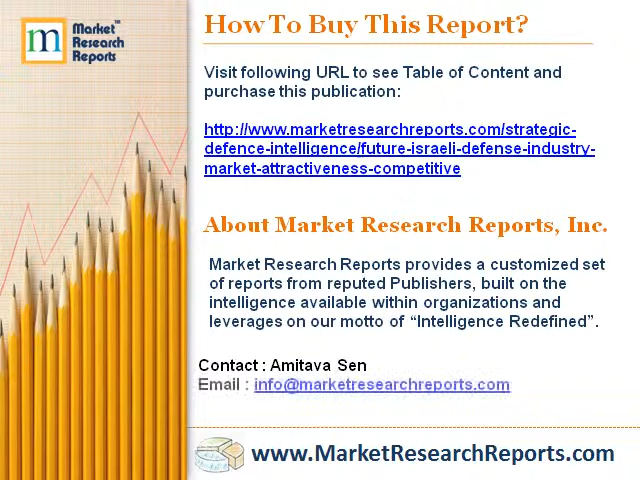 m
Market™
Research
Reports
How To Buy This Report?
Visit following URL to see Table of Content and
purchase this publication:
http://www.marketresearchreports.com/strategic-
defence-intelligence/future-israeli-defense-industry-
market-attractiveness-competitive
About Market Research Reports, Inc.
Market Research Reports provides a customized set
of reports from reputed Publishers, built on the
intelligence available within organizations and
leverages on our motto of “Intelligence Redefined”.
Contact : Amitava Sen
Email : info@marketresearchreports.com
www.MarketResearchReports.com